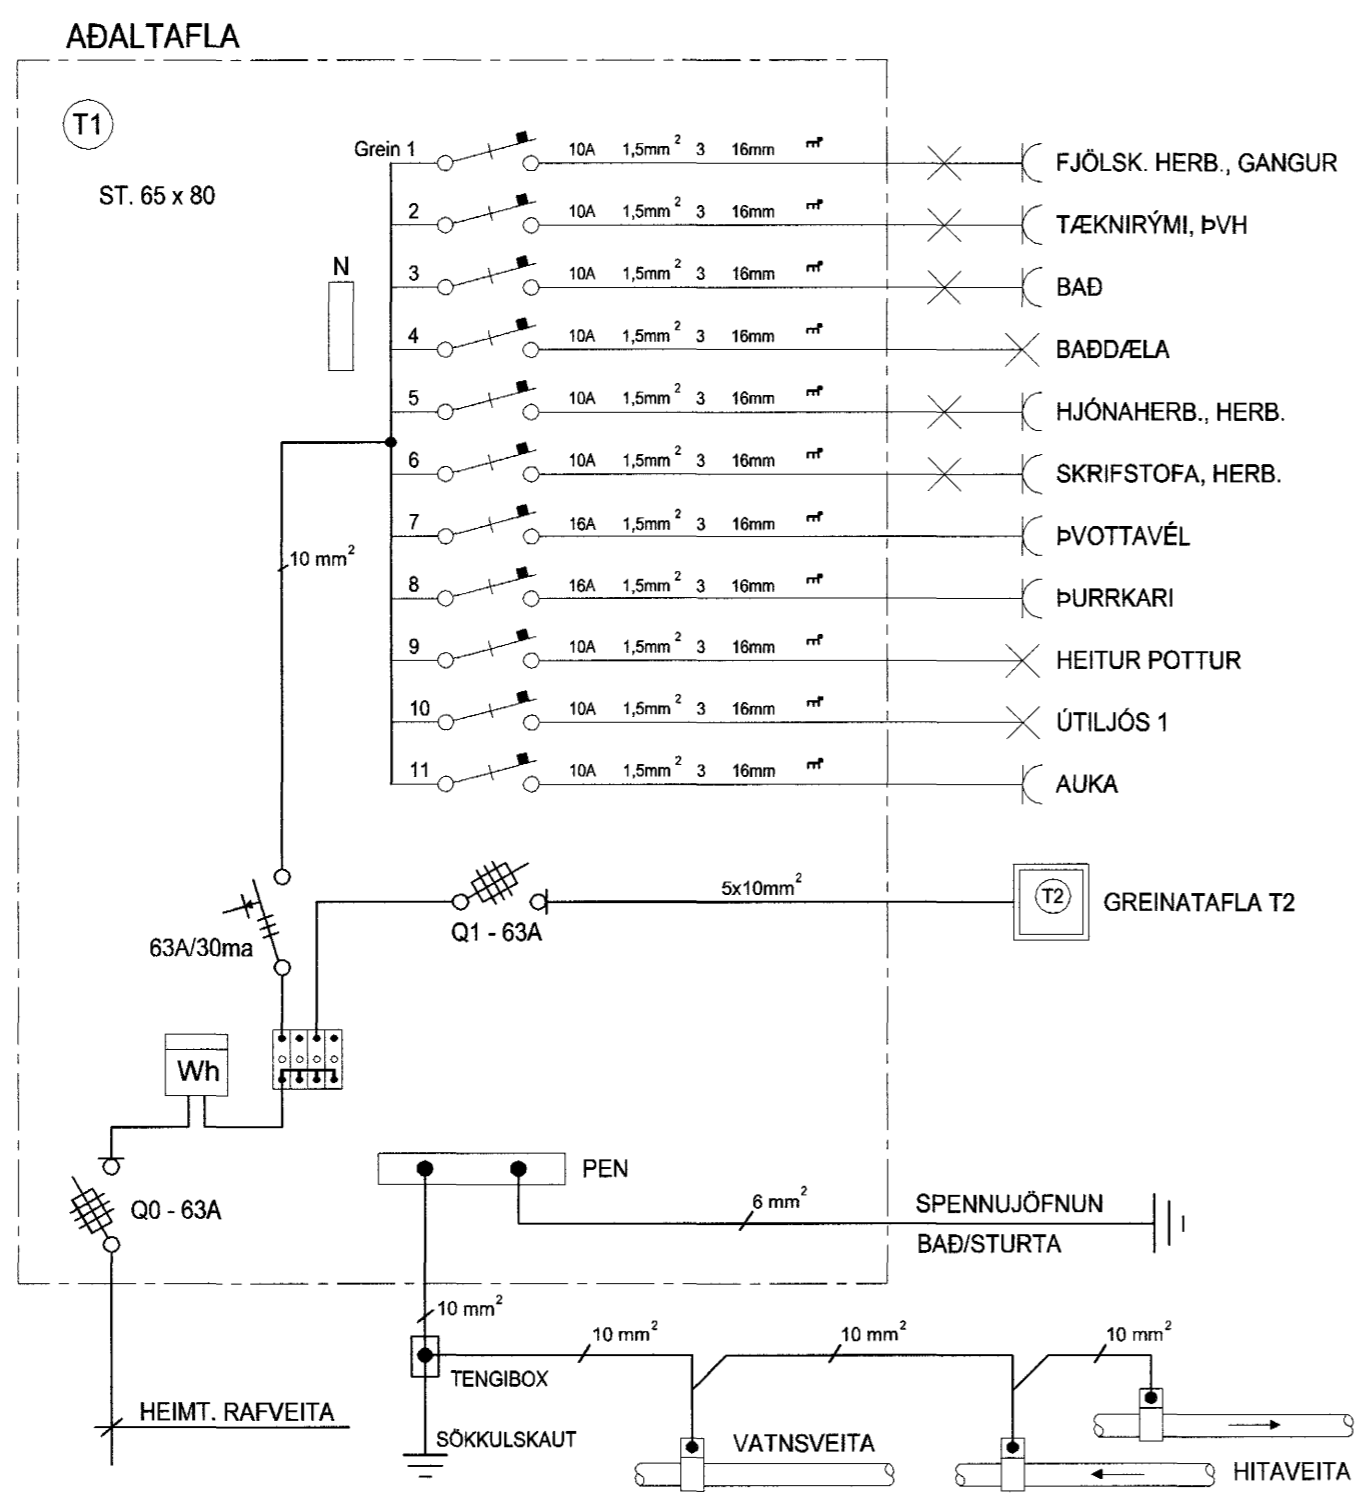 AÐALTAFLA
T1
ST. 65 x 80
N
Grein 1 10A 1,5mm² 3 16mm FJÖLSK. HERB., GANGUR
2 10A 1,5mm² 3 16mm TÆKNIRÝMI, ÞVH
3 10A 1,5mm² 3 16mm BAÐ
4 10A 1,5mm² 3 16mm BAÐDÆLA
5 10A 1,5mm² 3 16mm HJÓNAHERB., HERB.
6 10A 1,5mm² 3 16mm SKRIFSTOFA, HERB.
7 16A 1,5mm² 3 16mm ÞVOTTAVÉL
8 16A 1,5mm² 3 16mm ÞURRKARI
9 10A 1,5mm² 3 16mm HEITUR POTTUR
10 10A 1,5mm² 3 16mm ÚTILJÓS 1
11 10A 1,5mm² 3 16mm AUKA
10 mm²
63A/30ma
Q1 - 63A
5x10mm²
T2
GREINATAFLA T2
Wh
Q0 - 63A
PEN
6 mm²
SPENNUJÖFNUN
BAÐ/STURTA
10 mm²
10 mm²
10 mm²
10 mm²
TENGIBOX
HEIMT. RAFVEITA
SÖKKULSKAUT
VATNSVEITA
HITAVEITA